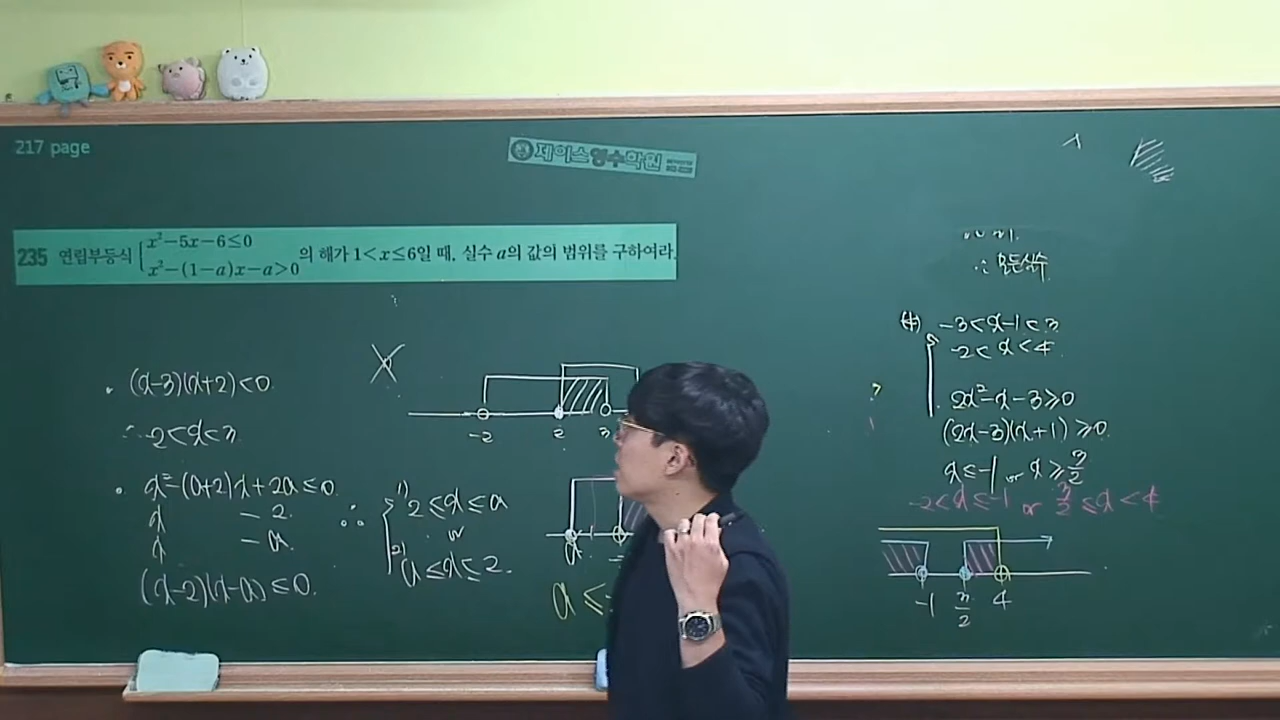 217 page
제이스영수학원
235 연립부등식 { x²-5x-6≤0
x²-(1-a)x-a>0 의 해가 1<x≤6일 때, 실수 a의 값의 범위를 구하여라.
(x-3)(x+2)<0
∴ -2<x<3
x²-(a+2)x+2a≤0
x -2
x -a
(x-2)(x-a)≤0
∴ 1) 2≤x≤a
or
2) a≤x≤2
-2 2 3
a
a≤
∴ 모든실수
-3<x-1<3
-2<x<4
2x²-x-3≥0
(2x-3)(x+1)≥0
x≤-1 or x≥3/2
-2<x≤-1 or 3/2≤x<4
-1 3/2 4